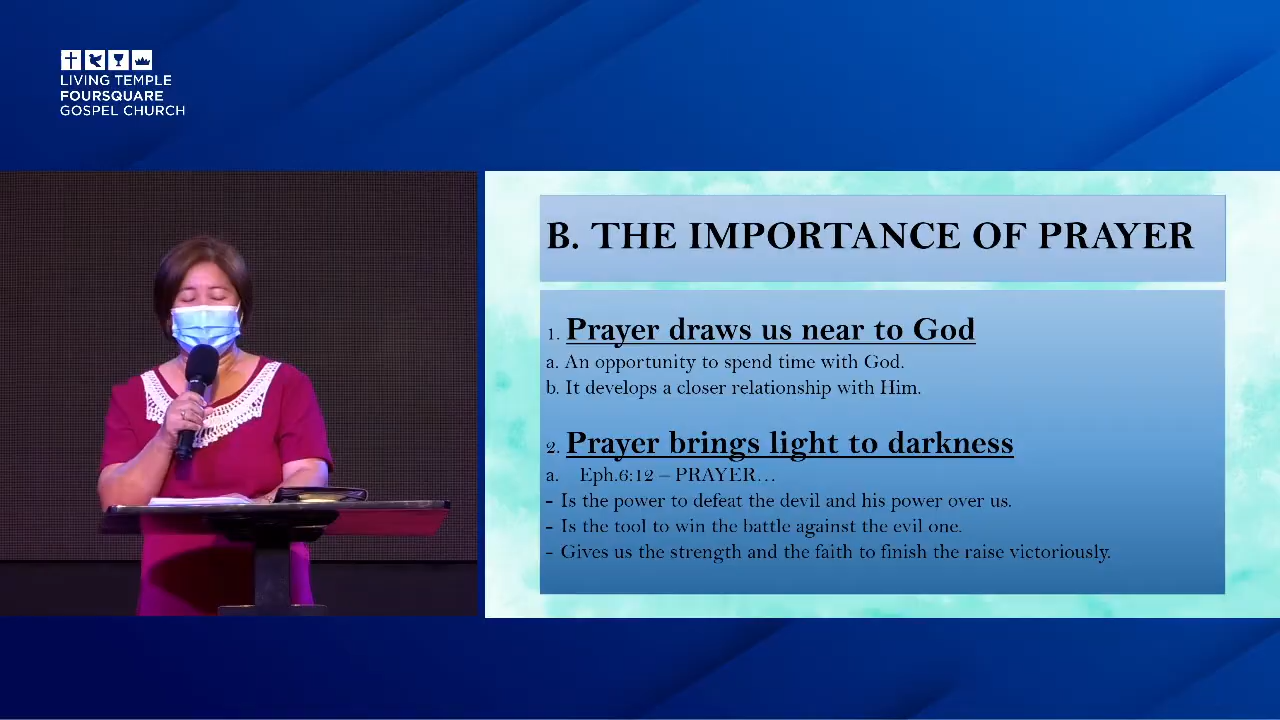 LIVING TEMPLE
FOURSQUARE
GOSPEL CHURCH
B. THE IMPORTANCE OF PRAYER
1. Prayer draws us near to God
a. An opportunity to spend time with God.
b. It develops a closer relationship with Him.
2. Prayer brings light to darkness
a. Eph.6:12 – PRAYER…
- Is the power to defeat the devil and his power over us.
- Is the tool to win the battle against the evil one.
- Gives us the strength and the faith to finish the raise victoriously.